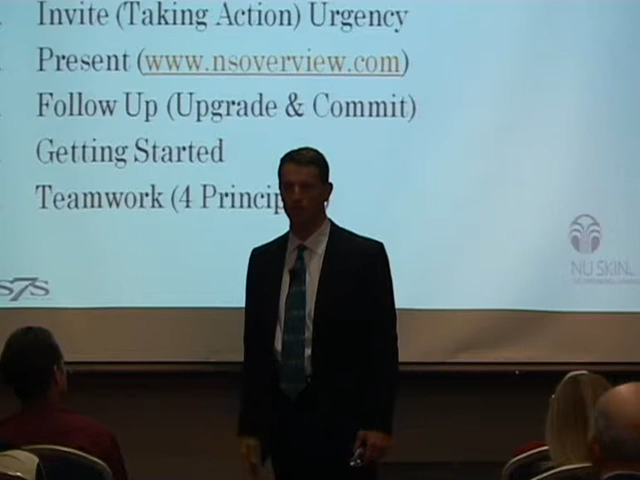 Invite (Taking Action) Urgency
Present (www.nsoverview.com)
Follow Up (Upgrade & Commit)
Getting Started
Teamwork (4 Princip
S7S
NU SKIN